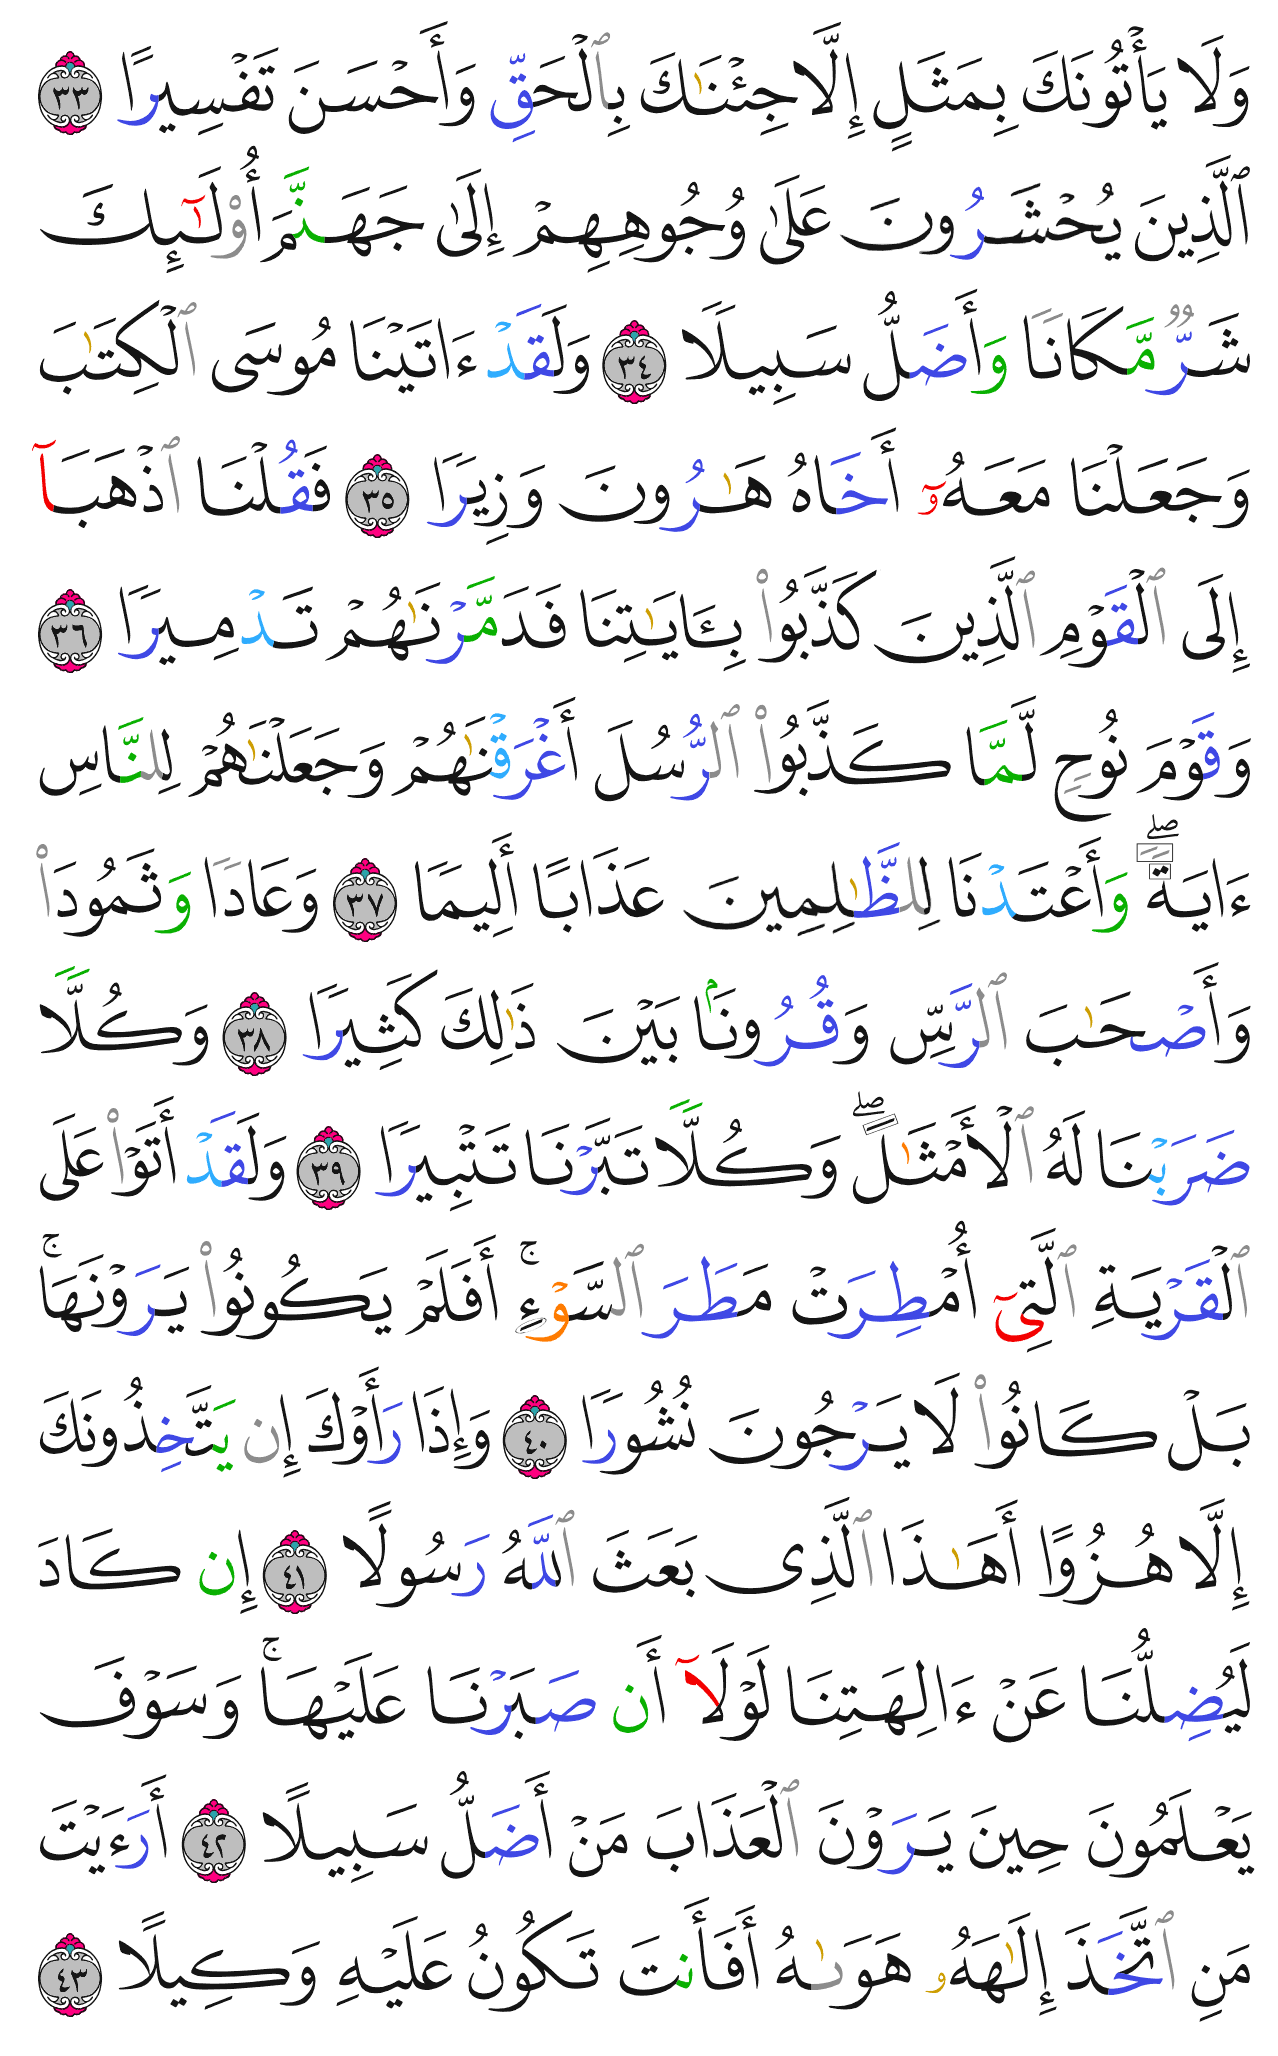 وَلَا يَأْتُونَكَ بِمَثَلٍ إِلَّا جِئْنَٰكَ بِٱلْحَقِّ وَأَحْسَنَ تَفْسِيرًا ٣٣
ٱلَّذِينَ يُحْشَرُونَ عَلَىٰ وُجُوهِهِمْ إِلَىٰ جَهَنَّمَ أُو۟لَٰٓئِكَ
شَرٌّ مَّكَانًا وَأَضَلُّ سَبِيلًا ٣٤ وَلَقَدْ ءَاتَيْنَا مُوسَى ٱلْكِتَٰبَ
وَجَعَلْنَا مَعَهُۥٓ أَخَاهُ هَٰرُونَ وَزِيرًا ٣٥ فَقُلْنَا ٱذْهَبَآ
إِلَى ٱلْقَوْمِ ٱلَّذِينَ كَذَّبُوا۟ بِـَٔايَٰتِنَا فَدَمَّرْنَٰهُمْ تَدْمِيرًا ٣٦
وَقَوْمَ نُوحٍ لَّمَّا كَذَّبُوا۟ ٱلرُّسُلَ أَغْرَقْنَٰهُمْ وَجَعَلْنَٰهُمْ لِلنَّاسِ
ءَايَةً ۖ وَأَعْتَدْنَا لِلظَّٰلِمِينَ عَذَابًا أَلِيمًا ٣٧ وَعَادًا وَثَمُودَا۟
وَأَصْحَٰبَ ٱلرَّسِّ وَقُرُونًۢا بَيْنَ ذَٰلِكَ كَثِيرًا ٣٨ وَكُلًّا
ضَرَبْنَا لَهُ ٱلْأَمْثَٰلَ ۖ وَكُلًّا تَبَّرْنَا تَتْبِيرًا ٣٩ وَلَقَدْ أَتَوْا۟ عَلَى
ٱلْقَرْيَةِ ٱلَّتِىٓ أُمْطِرَتْ مَطَرَ ٱلسَّوْءِ ۚ أَفَلَمْ يَكُونُوا۟ يَرَوْنَهَا ۚ
بَلْ كَانُوا۟ لَا يَرْجُونَ نُشُورًا ٤٠ وَإِذَا رَأَوْكَ إِن يَتَّخِذُونَكَ
إِلَّا هُزُوًا أَهَٰذَا ٱلَّذِى بَعَثَ ٱللَّهُ رَسُولًا ٤١ إِن كَادَ
لَيُضِلُّنَا عَنْ ءَالِهَتِنَا لَوْلَآ أَن صَبَرْنَا عَلَيْهَا ۚ وَسَوْفَ
يَعْلَمُونَ حِينَ يَرَوْنَ ٱلْعَذَابَ مَنْ أَضَلُّ سَبِيلًا ٤٢ أَرَءَيْتَ
مَنِ ٱتَّخَذَ إِلَٰهَهُۥ هَوَىٰهُ أَفَأَنتَ تَكُونُ عَلَيْهِ وَكِيلًا ٤٣